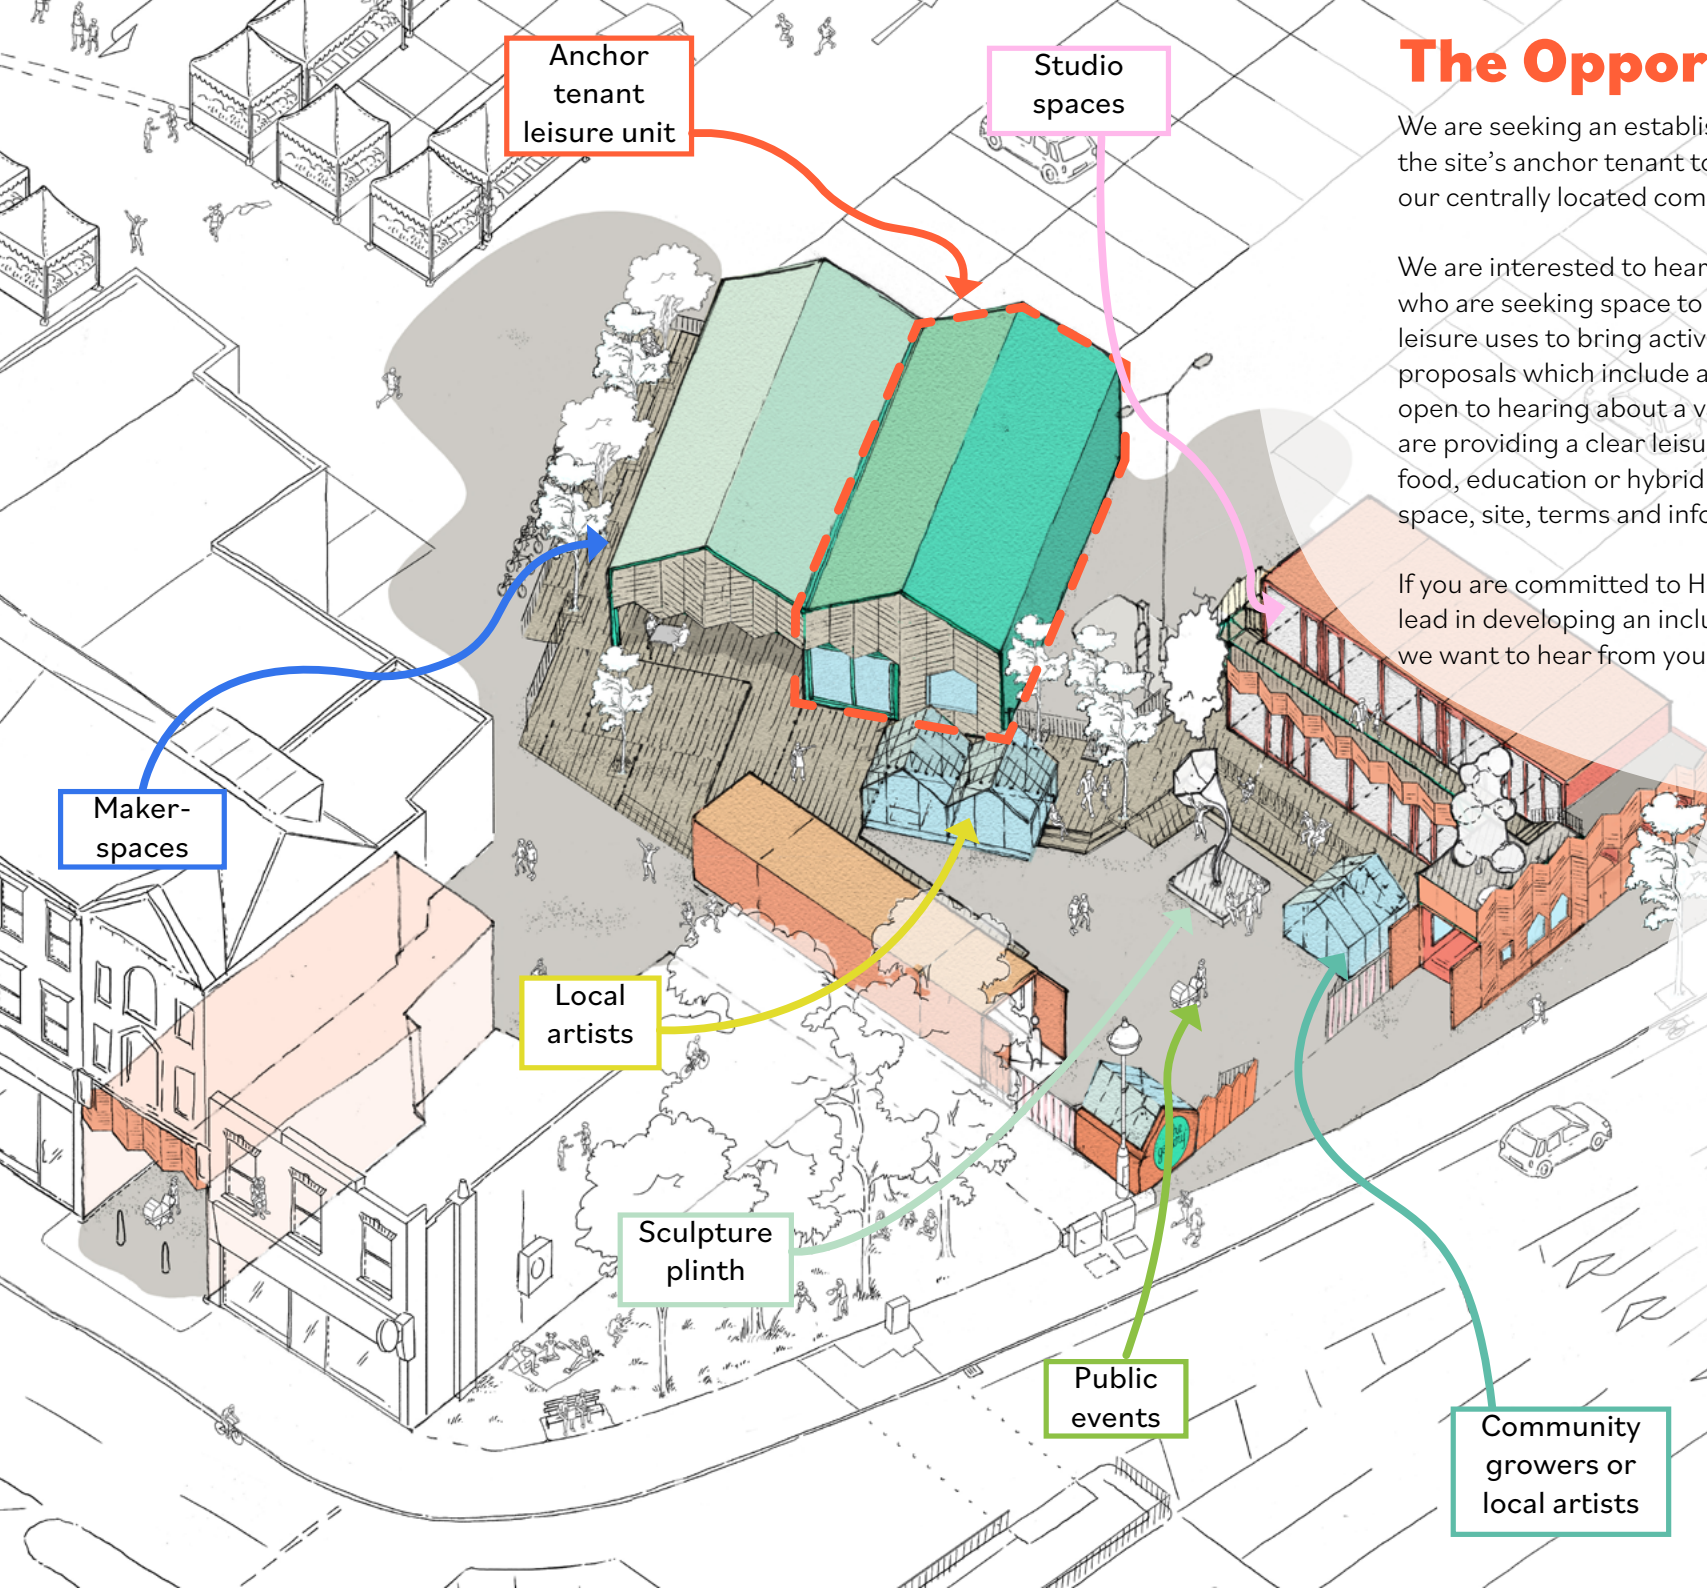 Anchor
tenant
leisure unit
Studio
spaces
The Oppor
We are seeking an establis
the site's anchor tenant to
our centrally located com
We are interested to hear
who are seeking space to
leisure uses to bring activ
proposals which include a
open to hearing about a v
are providing a clear leisu
food, education or hybrid
space, site, terms and info
If you are committed to H
lead in developing an inclu
we want to hear from you
Maker-
spaces
Local
artists
Sculpture
plinth
Public
events
Community
growers or
local artists